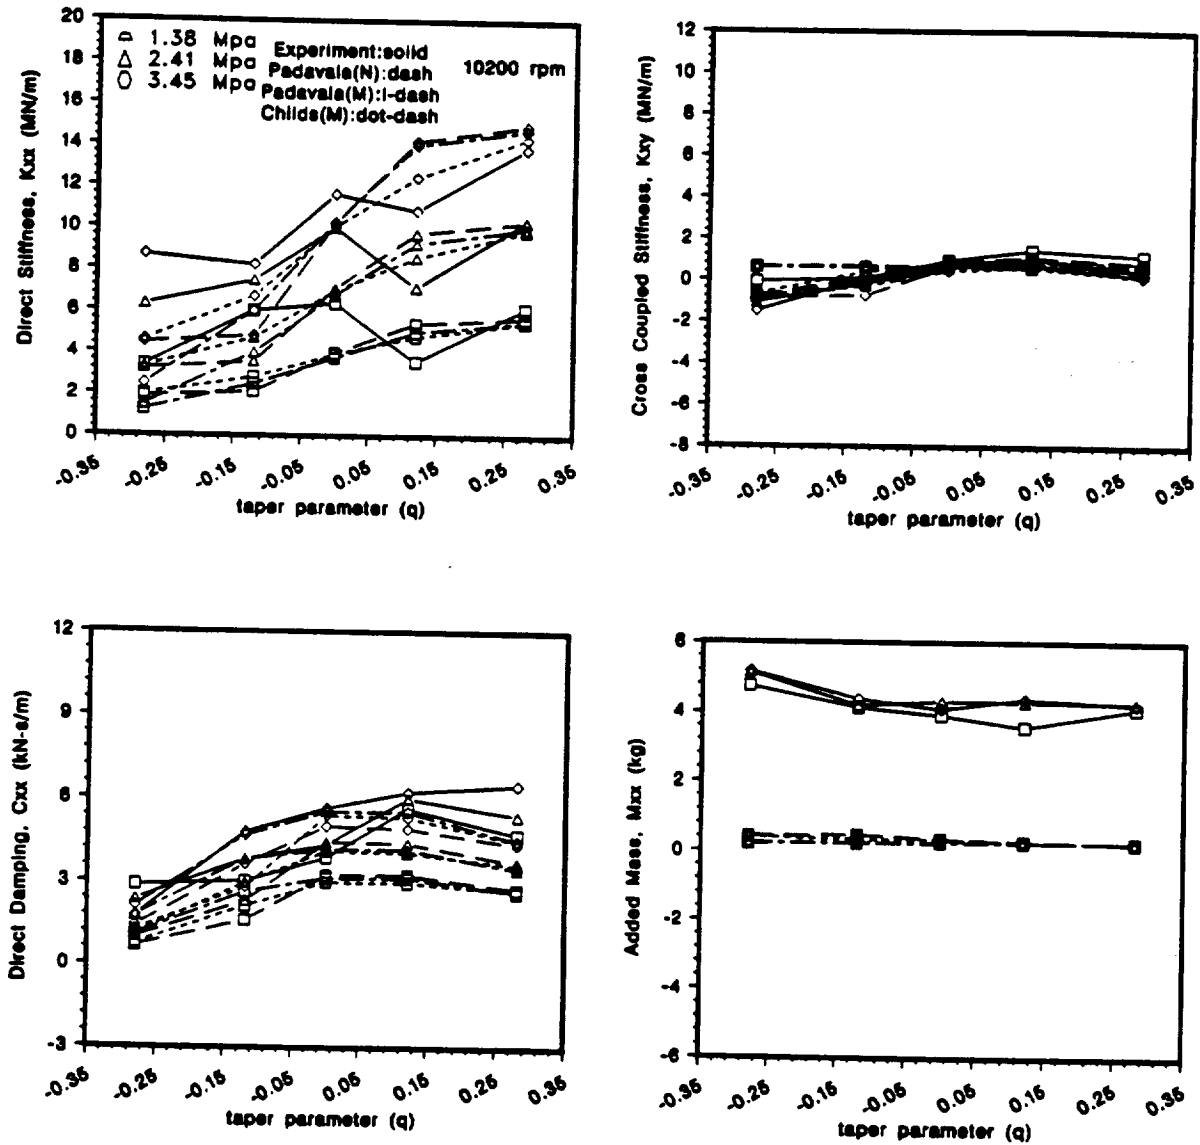 20
18
16
14
12
10
8
6
4
2
0
Direct Stiffness, Kxx (MN/m)
1.38 Mpa
2.41 Mpa
3.45 Mpa
Experiment:solid
Padavala(N):dash
Padavala(M):l-dash
Childs(M):dot-dash
10200 rpm
-0.35 -0.25 -0.15 -0.05 0.05 0.15 0.25 0.35
taper parameter (q)
12
10
8
6
4
2
0
-2
-4
-6
-8
Cross Coupled Stiffness, Kxy (MN/m)
-0.35 -0.25 -0.15 -0.05 0.05 0.15 0.25 0.35
taper parameter (q)
12
9
6
3
0
-3
Direct Damping, Cxx (kN-s/m)
-0.35 -0.25 -0.15 -0.05 0.05 0.15 0.25 0.35
taper parameter (q)
6
4
2
0
-2
-4
-6
Added Mass, Mxx (kg)
-0.35 -0.25 -0.15 -0.05 0.05 0.15 0.25 0.35
taper parameter (q)